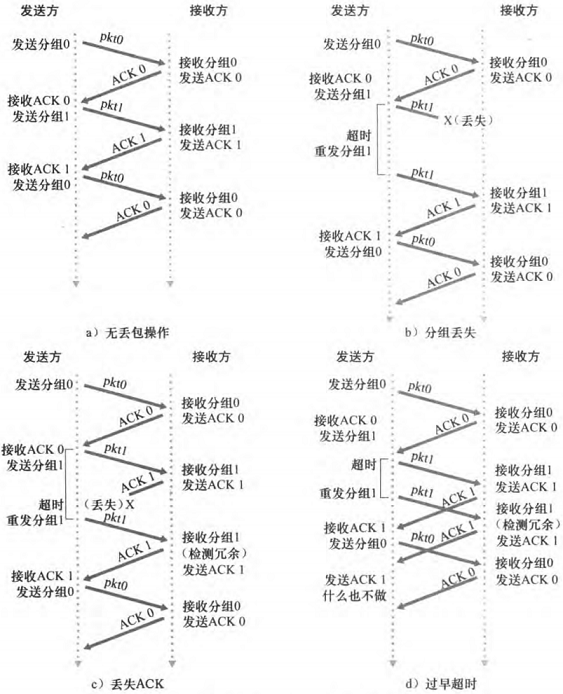 发送方
接收方
发送分组0
pkt0
接收分组0
发送ACK 0
ACK 0
接收ACK 0
发送分组1
pkt1
接收分组1
发送ACK 1
ACK 1
接收ACK 1
发送分组0
pkt0
接收分组0
发送ACK 0
ACK 0
a）无丢包操作
发送方
接收方
发送分组0
pkt0
接收分组0
发送ACK 0
ACK 0
接收ACK 0
发送分组1
pkt1
X（丢失）
超时
重发分组1
pkt1
接收分组1
发送ACK 1
ACK 1
接收ACK 1
发送分组0
pkt0
接收分组0
发送ACK 0
ACK 0
b）分组丢失
发送方
接收方
发送分组0
pkt0
接收分组0
发送ACK 0
ACK 0
接收ACK 0
发送分组1
pkt1
接收分组1
发送ACK 1
ACK 1
（丢失）X
超时
重发分组1
pkt1
接收分组1
（检测冗余）
发送ACK 1
ACK 1
接收ACK 1
发送分组0
pkt0
接收分组0
发送ACK 0
ACK 0
c）丢失ACK
发送方
接收方
发送分组0
pkt0
接收分组0
发送ACK 0
ACK 0
接收ACK 0
发送分组1
pkt1
超时
重发分组1
接收分组1
发送ACK 1
pkt1
ACK 1
接收分组1
（检测冗余）
发送ACK 1
接收ACK 1
发送分组0
pkt0
ACK 1
接收分组0
发送ACK 0
ACK 0
发送ACK 1
什么也不做
d）过早超时